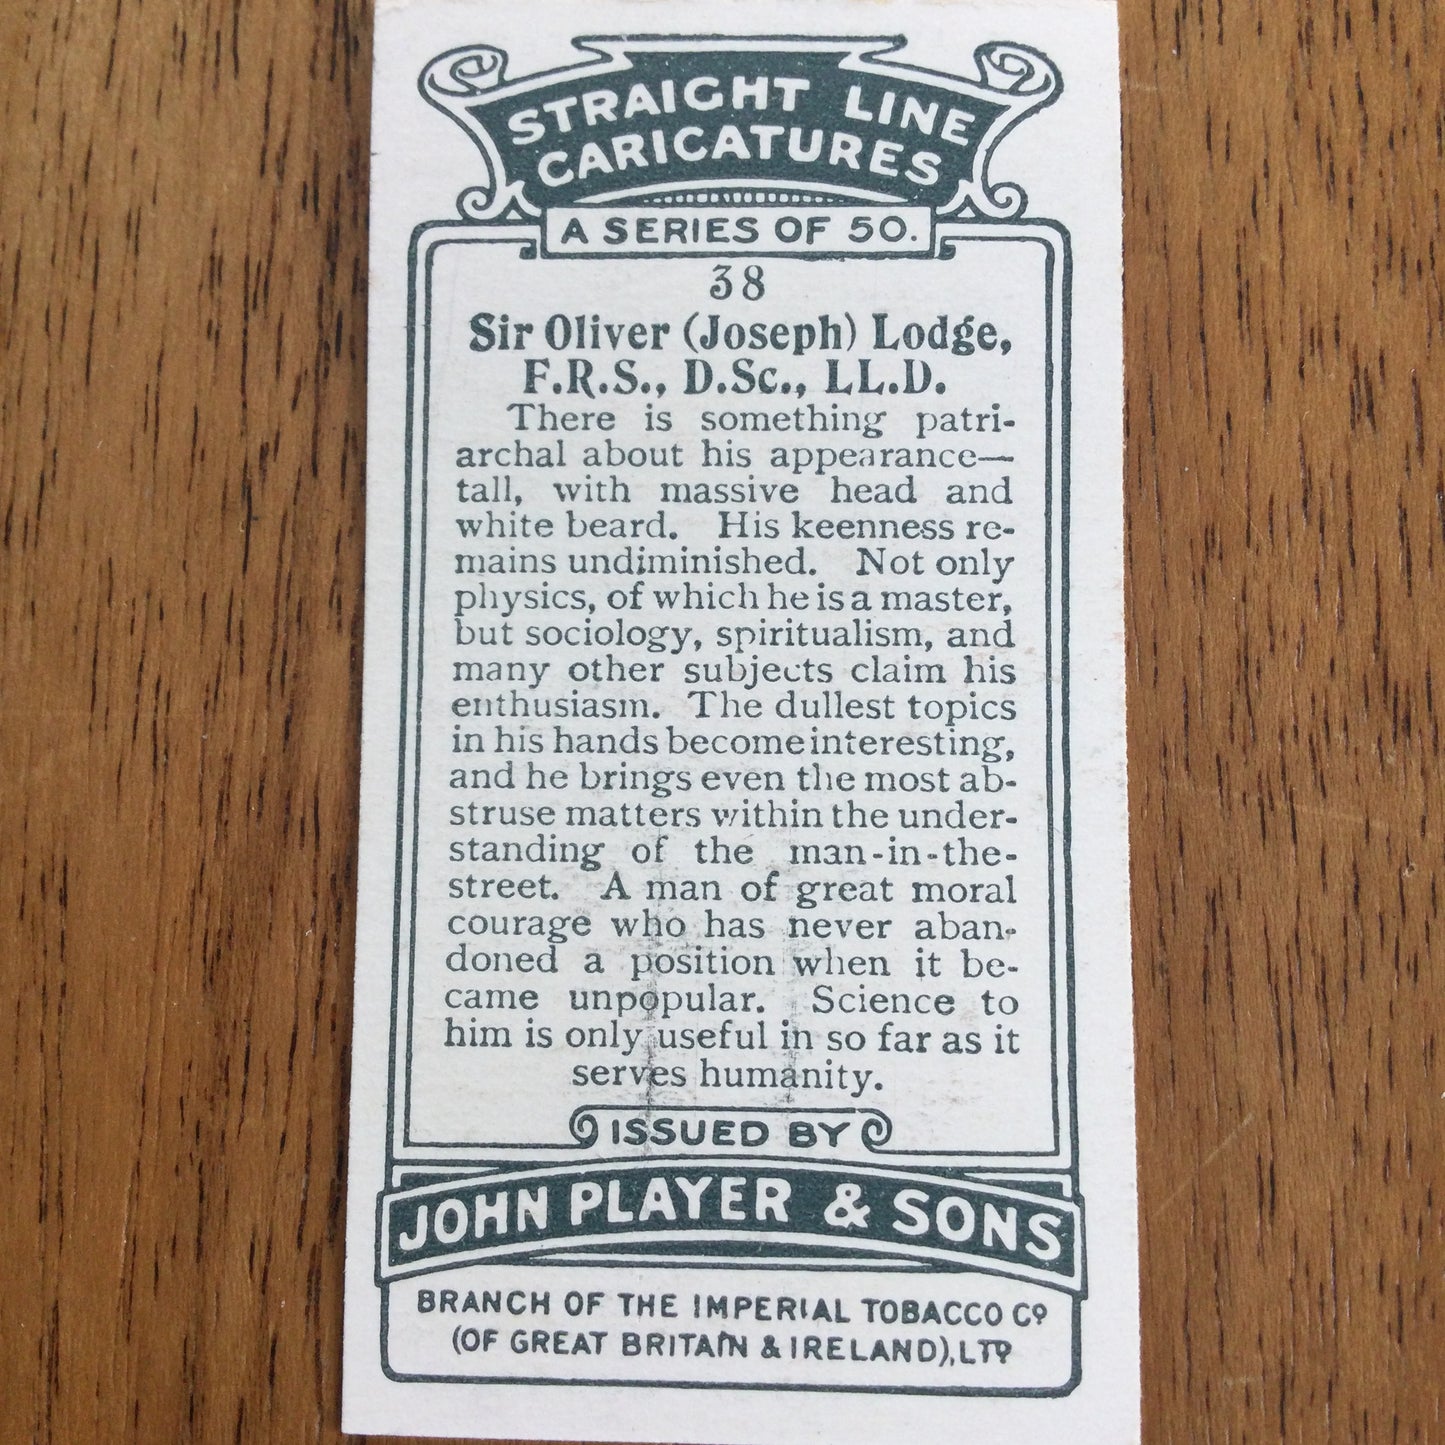 STRAIGHT LINE
CARICATURES
A SERIES OF 50.
38
Sir Oliver (Joseph) Lodge,
F.R.S., D.Sc., LL.D.
There is something patri-
archal about his appearance—
tall, with massive head and
white beard. His keenness re-
mains undiminished. Not only
physics, of which he is a master,
but sociology, spiritualism, and
many other subjects claim his
enthusiasm. The dullest topics
in his hands become interesting,
and he brings even the most ab-
struse matters within the under-
standing of the man-in-the-
street. A man of great moral
courage who has never aban-
doned a position when it be-
came unpopular. Science to
him is only useful in so far as it
serves humanity.
ISSUED BY
JOHN PLAYER & SONS
BRANCH OF THE IMPERIAL TOBACCO Co.
(OF GREAT BRITAIN & IRELAND), LTD.